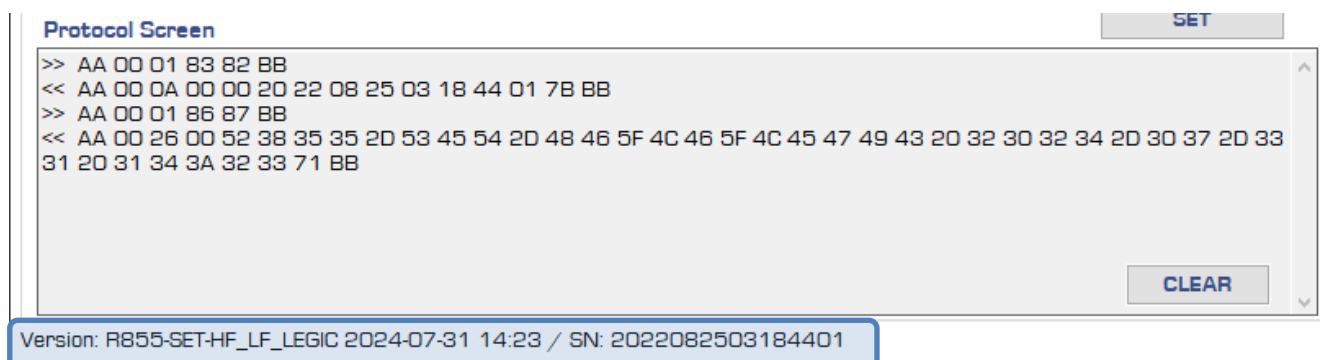 SET
Protocol Screen
>> AA 00 01 83 82 BB
<< AA 00 0A 00 00 20 22 08 25 03 18 44 01 7B BB
>> AA 00 01 86 87 BB
<< AA 00 26 00 52 38 35 35 2D 53 45 54 2D 48 46 5F 4C 46 5F 4C 45 47 49 43 20 32 30 32 34 2D 30 37 2D 33
31 20 31 34 3A 32 33 71 BB
CLEAR
Version: R855-SET-HF_LF_LEGIC 2024-07-31 14:23 / SN: 2022082503184401